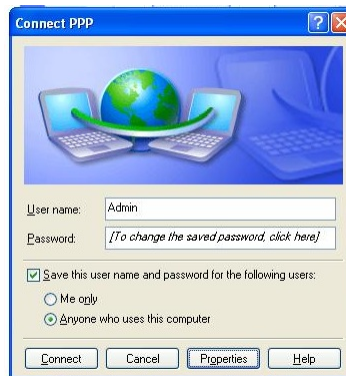 Connect PPP
User name: Admin
Password: [To change the saved password, click here]
Save this user name and password for the following users:
Me only
Anyone who uses this computer
Connect Cancel Properties Help